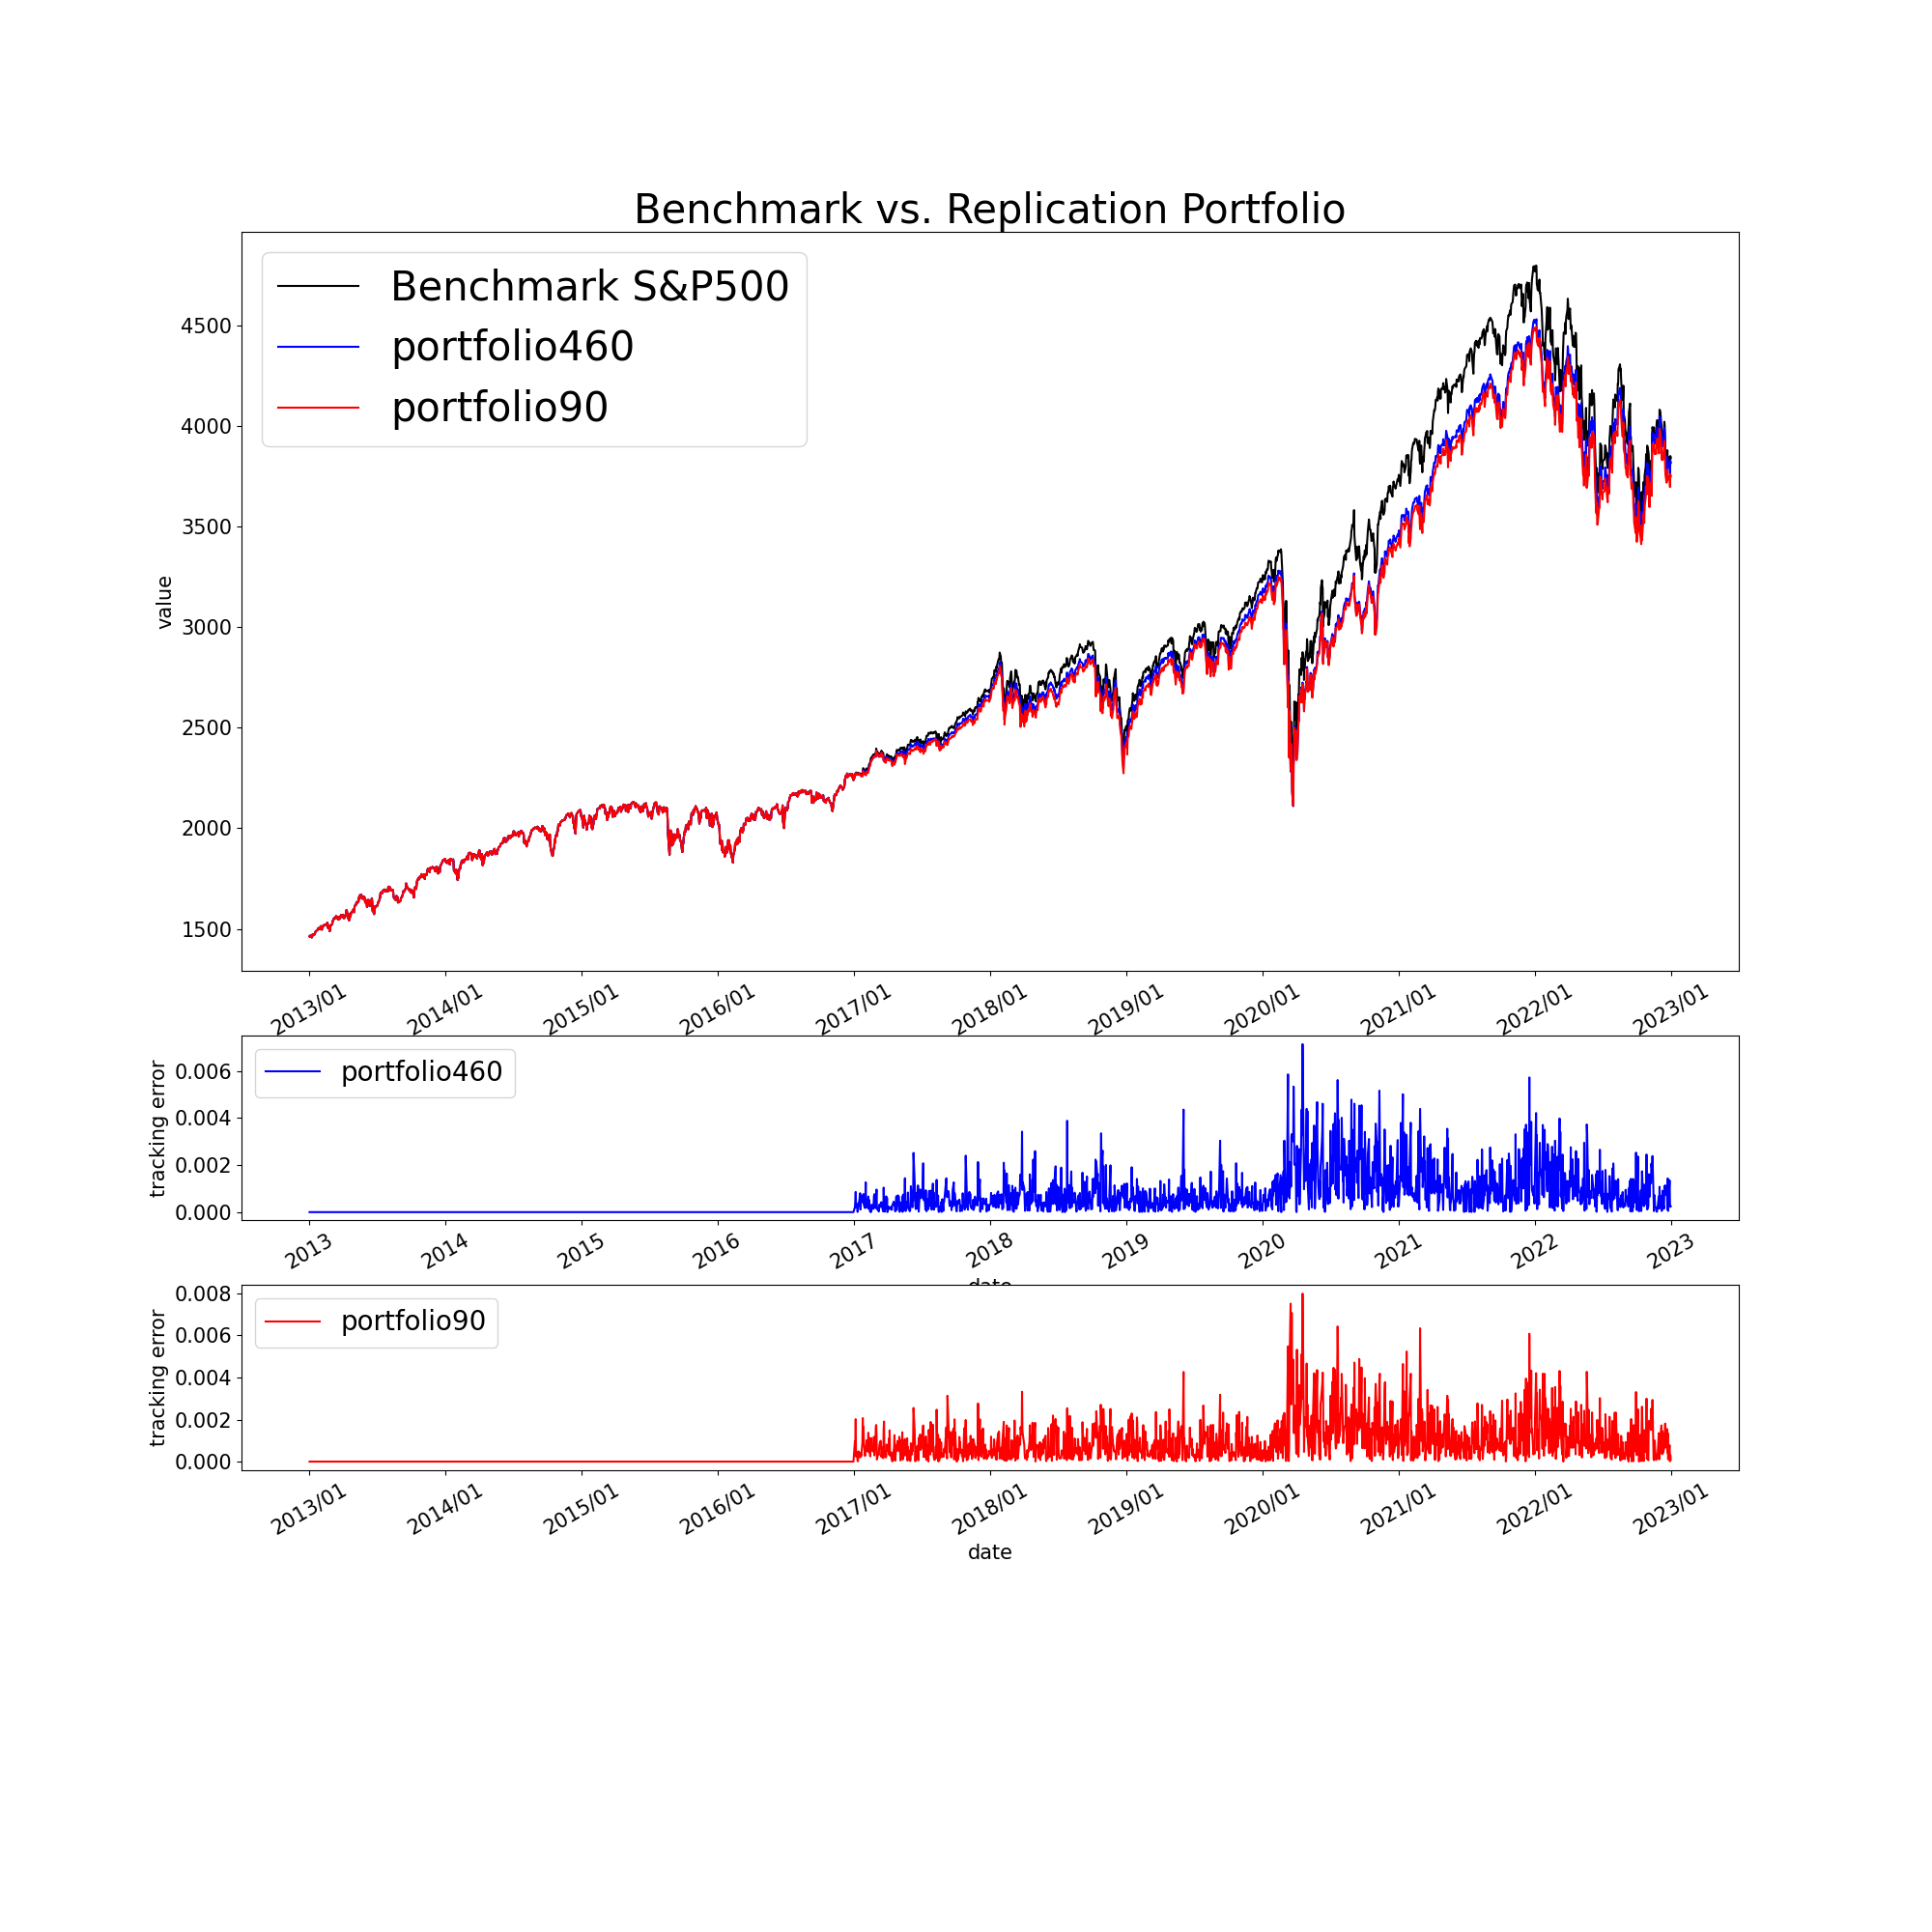 Benchmark vs. Replication Portfolio
Benchmark S&P500
portfolio460
portfolio90
value
4500
4000
3500
3000
2500
2000
1500
2013/01 2014/01 2015/01 2016/01 2017/01 2018/01 2019/01 2020/01 2021/01 2022/01 2023/01
portfolio460
tracking error
0.006
0.004
0.002
0.000
2013 2014 2015 2016 2017 2018 2019 2020 2021 2022 2023
date
portfolio90
tracking error
0.008
0.006
0.004
0.002
0.000
2013/01 2014/01 2015/01 2016/01 2017/01 2018/01 2019/01 2020/01 2021/01 2022/01 2023/01
date